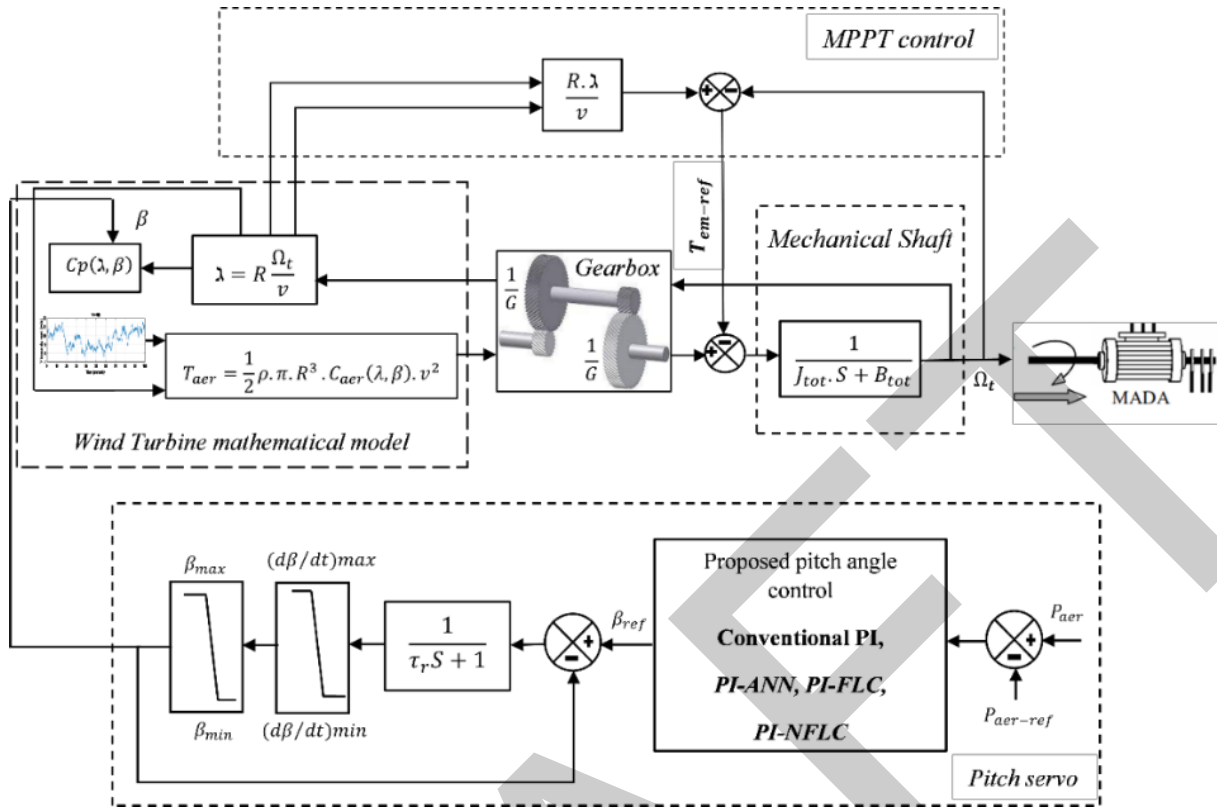 MPPT control
R.λ
v
+
−
−
T_em−ref
Mechanical Shaft
β
Cp(λ,β)
λ = R Ω_t / v
1/G
Gearbox
1/G
+
−
1
J_tot.S + B_tot
Ω_t
MADA
T_aer = 1/2 ρ.π.R³.C_aer(λ,β).v²
Wind Turbine mathematical model
β_max
(dβ/dt)max
Proposed pitch angle
control
Conventional PI,
PI-ANN, PI-FLC,
PI-NFLC
1
τ_r S + 1
+
−
β_ref
P_aer
+
−
P_aer−ref
β_min
(dβ/dt)min
Pitch servo